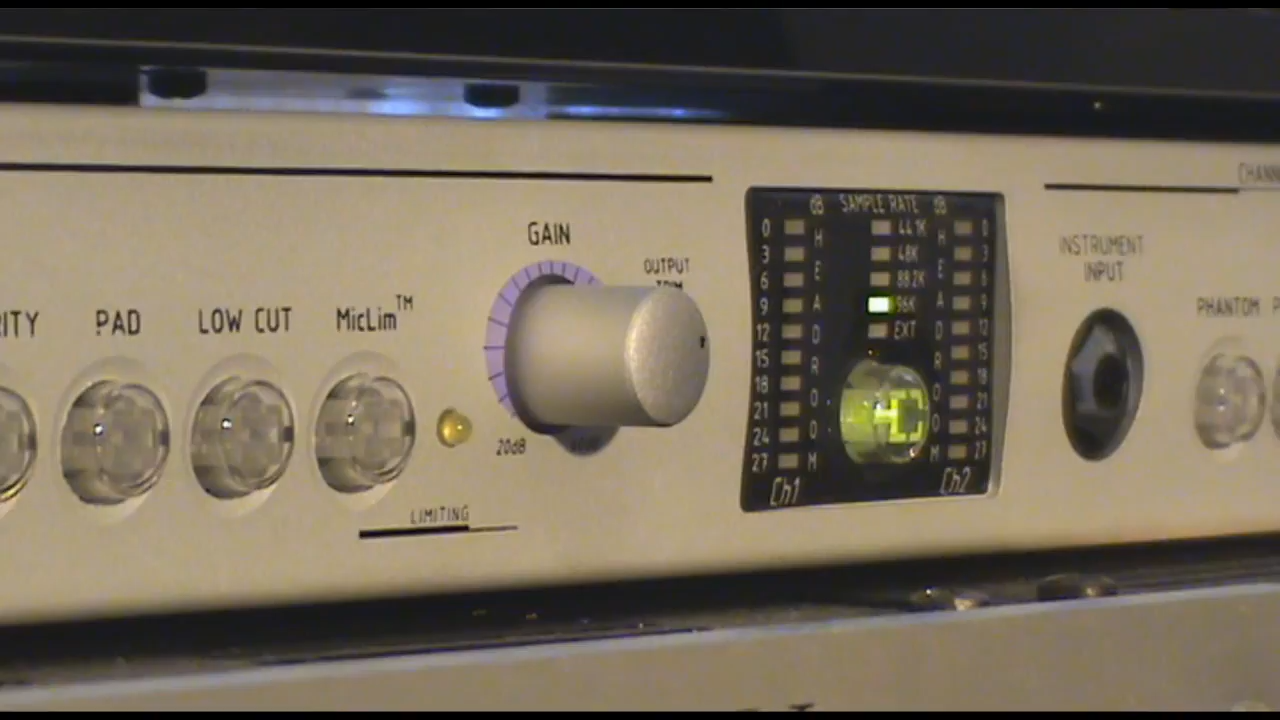 RITY
PAD
LOW CUT
MicLim™
LIMITING
GAIN
OUTPUT
TRIM
20dB
dB SAMPLE RATE dB
0 44.1K 0
3 48K 3
6 88.2K 6
9 96K 9
12 EXT 12
15 15
18 18
21 21
24 24
27 27
HEADROOM
HEADROOM
Ch1 Ch2
CHANN
INSTRUMENT
INPUT
PHANTOM P